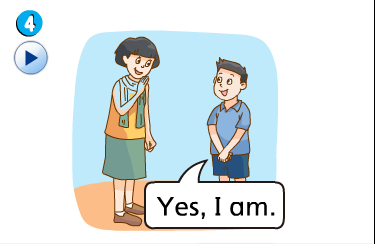 4
Yes, I am.